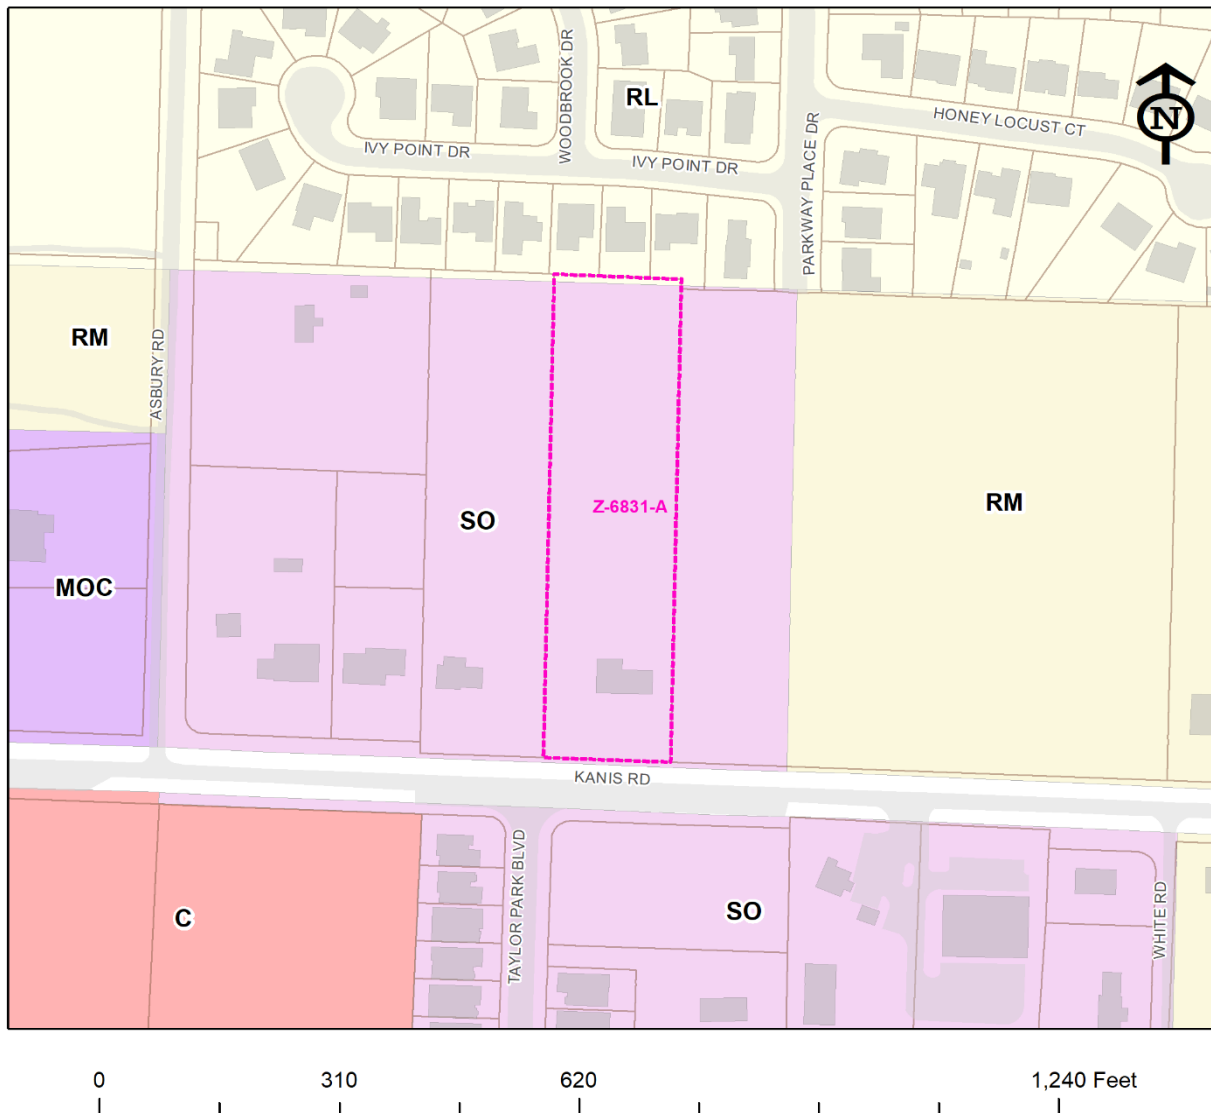 WOODBROOK DR
RL
PARKWAY PLACE DR
HONEY LOCUST CT
N
IVY POINT DR
IVY POINT DR
RM
ASBURY RD
SO
Z-6831-A
RM
MOC
KANIS RD
TAYLOR PARK BLVD
C
SO
WHITE RD
0 310 620 1,240 Feet